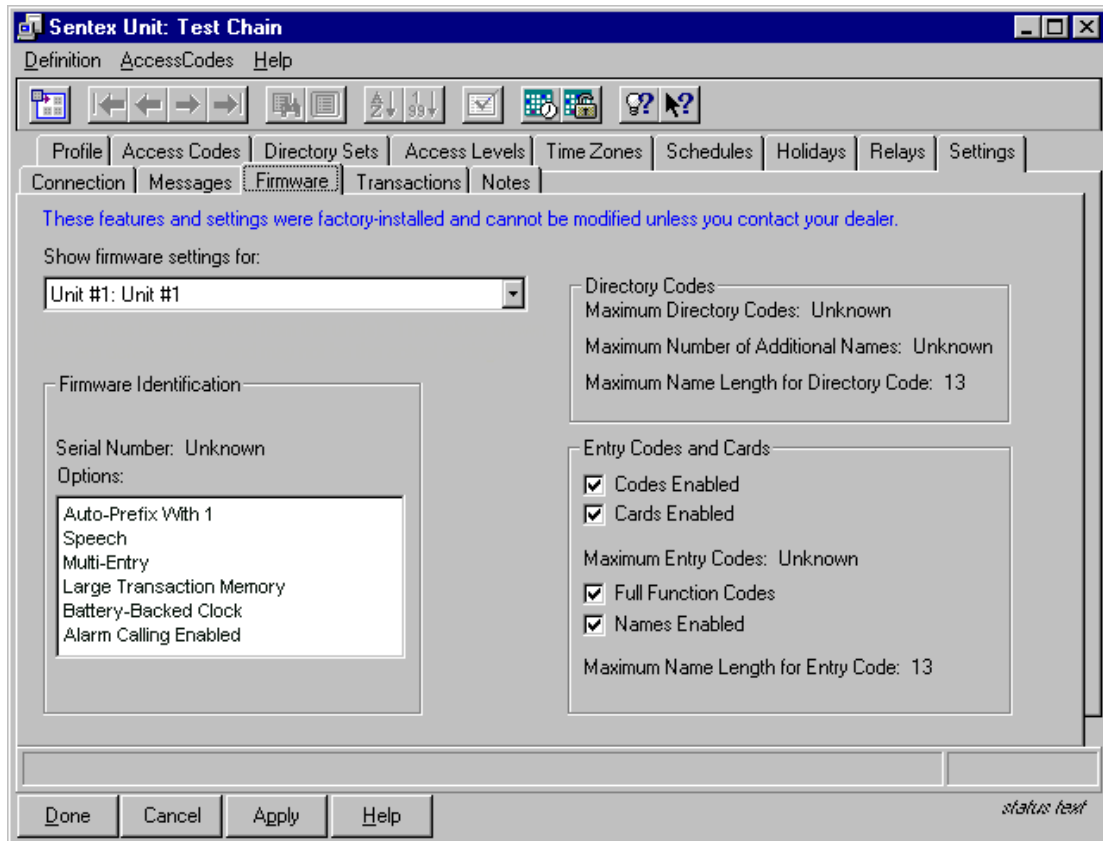 Sentex Unit: Test Chain
Definition AccessCodes Help
Profile Access Codes Directory Sets Access Levels Time Zones Schedules Holidays Relays Settings
Connection Messages Firmware Transactions Notes
These features and settings were factory-installed and cannot be modified unless you contact your dealer.
Show firmware settings for:
Unit #1: Unit #1
Firmware Identification
Serial Number: Unknown
Options:
Auto-Prefix With 1
Speech
Multi-Entry
Large Transaction Memory
Battery-Backed Clock
Alarm Calling Enabled
Directory Codes
Maximum Directory Codes: Unknown
Maximum Number of Additional Names: Unknown
Maximum Name Length for Directory Code: 13
Entry Codes and Cards
Codes Enabled
Cards Enabled
Maximum Entry Codes: Unknown
Full Function Codes
Names Enabled
Maximum Name Length for Entry Code: 13
Done Cancel Apply Help
status text